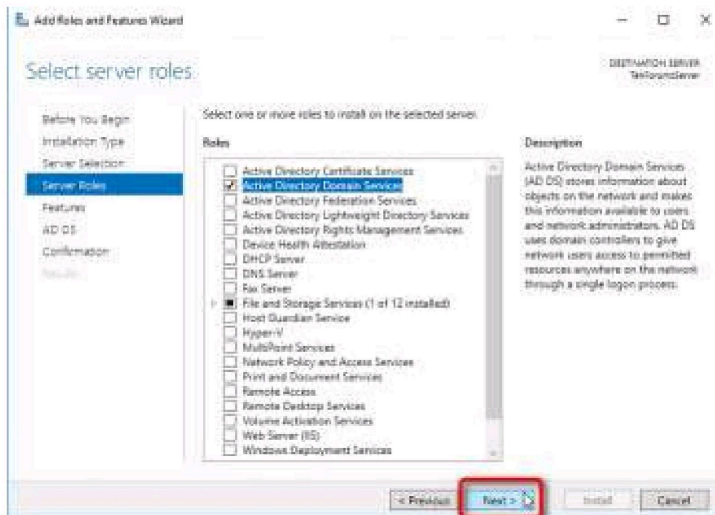 Add Roles and Features Wizard
Select server roles
DESTINATION SERVER
TenForumsServer
Before You Begin
Installation Type
Server Selection
Server Roles
Features
AD DS
Confirmation
Results
Select one or more roles to install on the selected server.
Roles
Active Directory Certificate Services
Active Directory Domain Services
Active Directory Federation Services
Active Directory Lightweight Directory Services
Active Directory Rights Management Services
Device Health Attestation
DHCP Server
DNS Server
Fax Server
File and Storage Services (1 of 12 installed)
Host Guardian Service
Hyper-V
MultiPoint Services
Network Policy and Access Services
Print and Document Services
Remote Access
Remote Desktop Services
Volume Activation Services
Web Server (IIS)
Windows Deployment Services
Description
Active Directory Domain Services
(AD DS) stores information about
objects on the network and makes
this information available to users
and network administrators. AD DS
uses domain controllers to give
network users access to permitted
resources anywhere on the network
through a single logon process.
< Previous
Next >
Install
Cancel